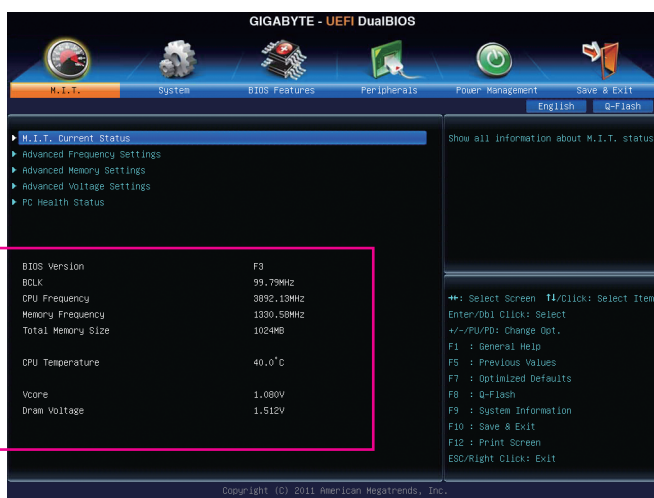 GIGABYTE - UEFI DualBIOS
M.I.T. System BIOS Features Peripherals Power Management Save & Exit
English Q-Flash
M.I.T. Current Status
Advanced Frequency Settings
Advanced Memory Settings
Advanced Voltage Settings
PC Health Status
Show all information about M.I.T. status
BIOS Version F3
BCLK 99.79MHz
CPU Frequency 3892.13MHz
Memory Frequency 1330.58MHz
Total Memory Size 1024MB
CPU Temperature 40.0°C
Vcore 1.080V
Dram Voltage 1.512V
→←: Select Screen ↑↓/Click: Select Item
Enter/Dbl Click: Select
+/-/PU/PD: Change Opt.
F1 : General Help
F5 : Previous Values
F7 : Optimized Defaults
F8 : Q-Flash
F9 : System Information
F10 : Save & Exit
F12 : Print Screen
ESC/Right Click: Exit
Copyright (C) 2011 American Megatrends, Inc.